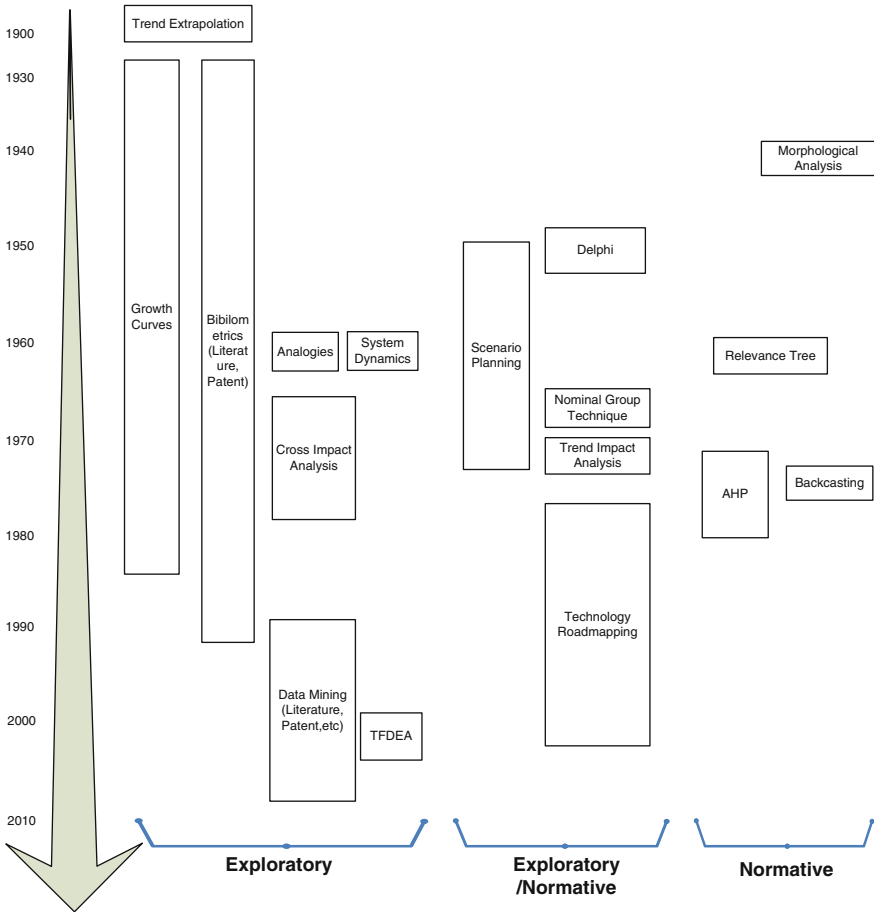 Trend Extrapolation
1900
1930
1940
Morphological
Analysis
1950
Delphi
Growth
Curves
Bibilom
etrics
(Literat
ure,
Patent)
1960
Analogies
System
Dynamics
Scenario
Planning
Relevance Tree
Nominal Group
Technique
1970
Cross Impact
Analysis
Trend Impact
Analysis
AHP
Backcasting
1980
1990
Technology
Roadmapping
Data Mining
(Literature,
Patent,etc)
2000
TFDEA
2010
Exploratory
Exploratory
/Normative
Normative